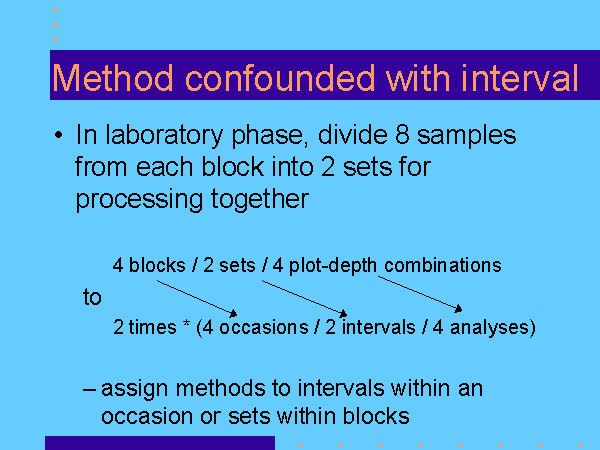 Method confounded with interval
• In laboratory phase, divide 8 samples
from each block into 2 sets for
processing together
4 blocks / 2 sets / 4 plot-depth combinations
to
2 times * (4 occasions / 2 intervals / 4 analyses)
– assign methods to intervals within an
occasion or sets within blocks